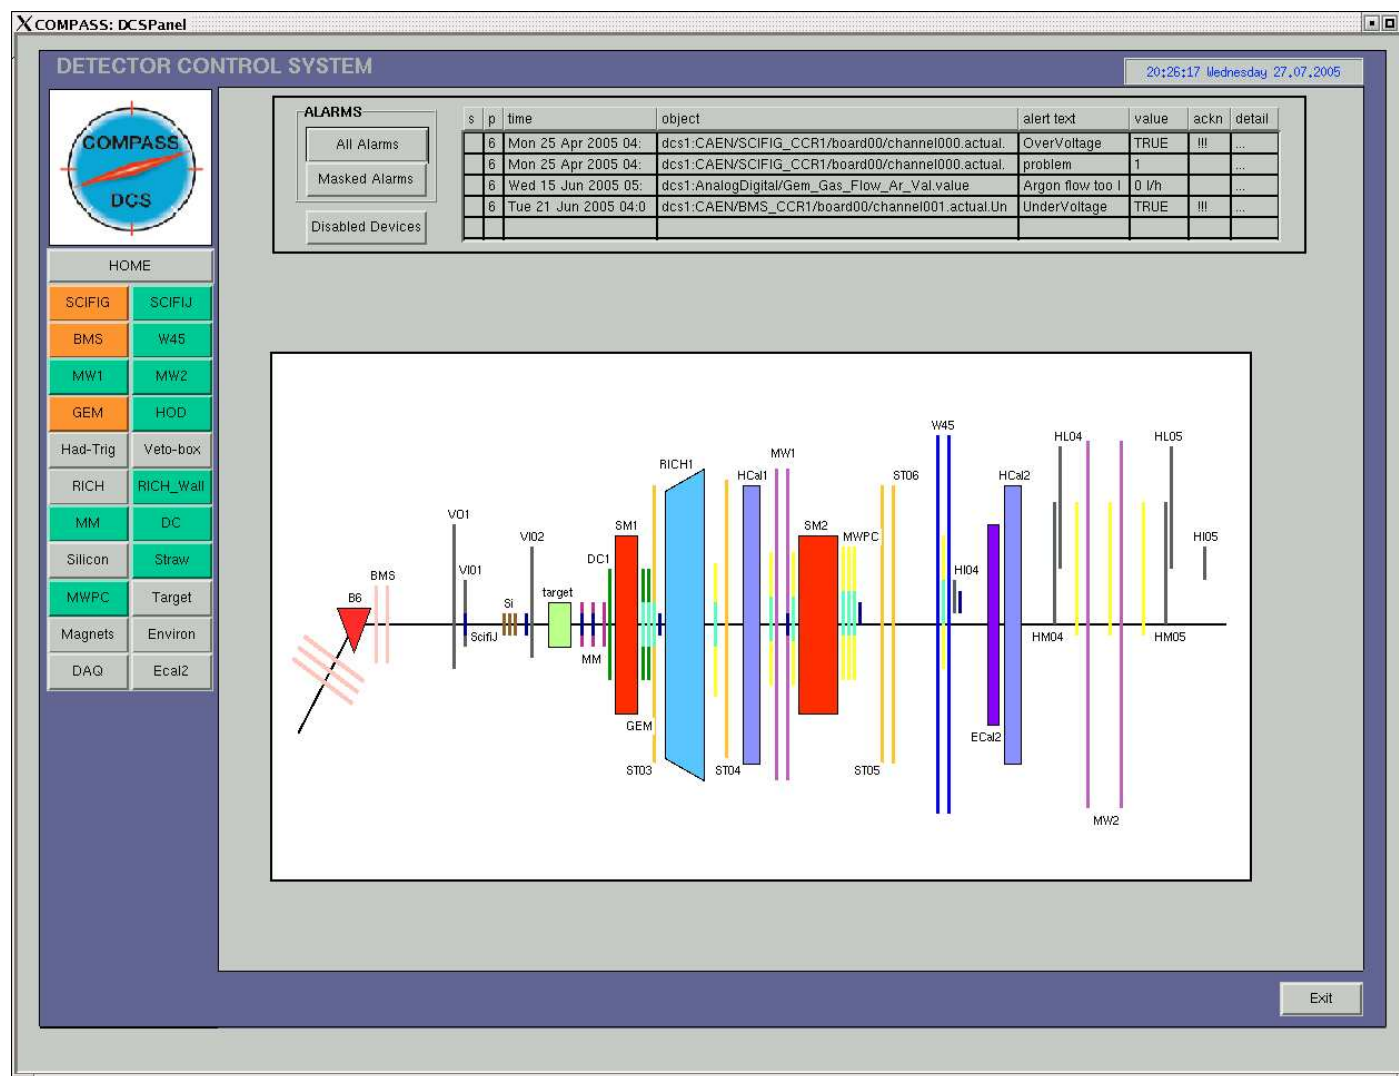 COMPASS: DCSPanel
DETECTOR CONTROL SYSTEM
20:26:17 Wednesday 27.07.2005
COMPASS
DCS
ALARMS
All Alarms
Masked Alarms
Disabled Devices
s p time object alert text value ackn detail
6 Mon 25 Apr 2005 04: dcs1:CAEN/SCIFIG_CCR1/board00/channel000.actual. OverVoltage TRUE !!! ...
6 Mon 25 Apr 2005 04: dcs1:CAEN/SCIFIG_CCR1/board00/channel000.actual. problem 1 ...
6 Wed 15 Jun 2005 05: dcs1:AnalogDigital/Gem_Gas_Flow_Ar_Val.value Argon flow too l 0 l/h ...
6 Tue 21 Jun 2005 04:0 dcs1:CAEN/BMS_CCR1/board00/channel001.actual.Un UnderVoltage TRUE !!! ...
HOME
SCIFIG SCIFIJ
BMS W45
MW1 MW2
GEM HOD
Had-Trig Veto-box
RICH RICH_Wall
MM DC
Silicon Straw
MWPC Target
Magnets Environ
DAQ Ecal2
W45
HL04 HL05
MW1
RICH1 HCal1 ST06 HCal2
VO1
SM1 SM2
VI02 MWPC HI05
DC1
VI01 HI04
BMS
target
B6 Si
ScifiJ HM04 HM05
MM
GEM
ECal2
ST03 ST04 ST05
MW2
Exit